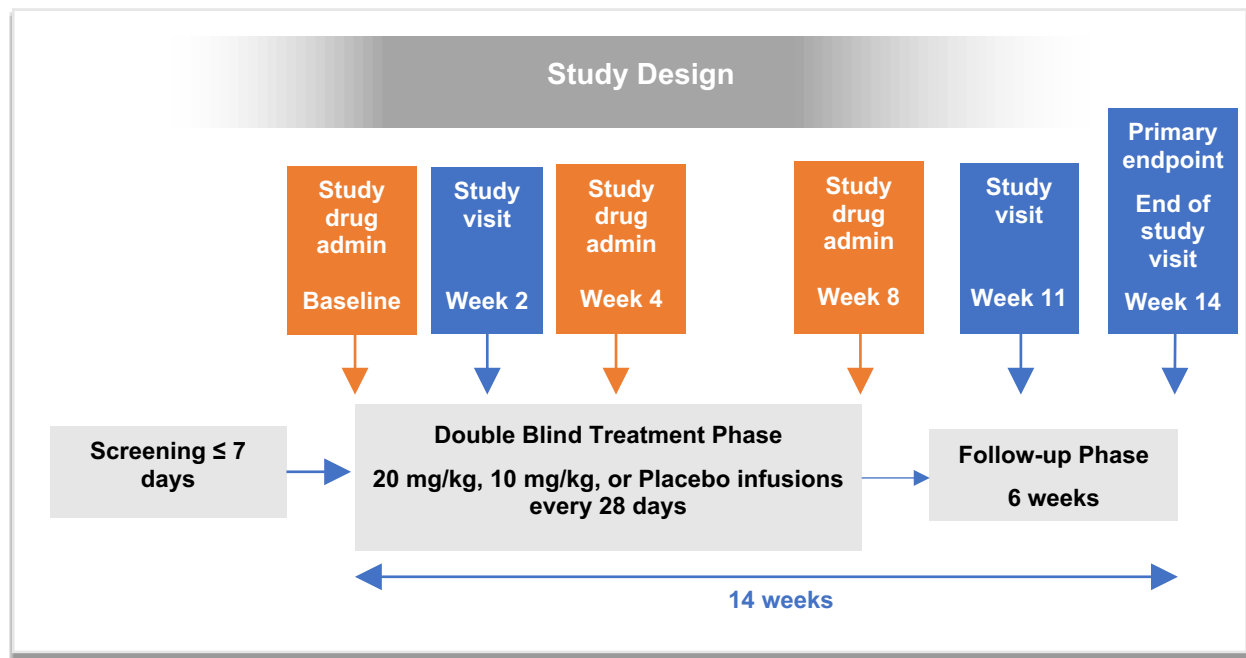 Study Design
Study
drug
admin
Baseline
Study
visit
Week 2
Study
drug
admin
Week 4
Study
drug
admin
Week 8
Study
visit
Week 11
Primary
endpoint
End of
study
visit
Week 14
Screening ≤ 7
days
Double Blind Treatment Phase
20 mg/kg, 10 mg/kg, or Placebo infusions
every 28 days
Follow-up Phase
6 weeks
14 weeks